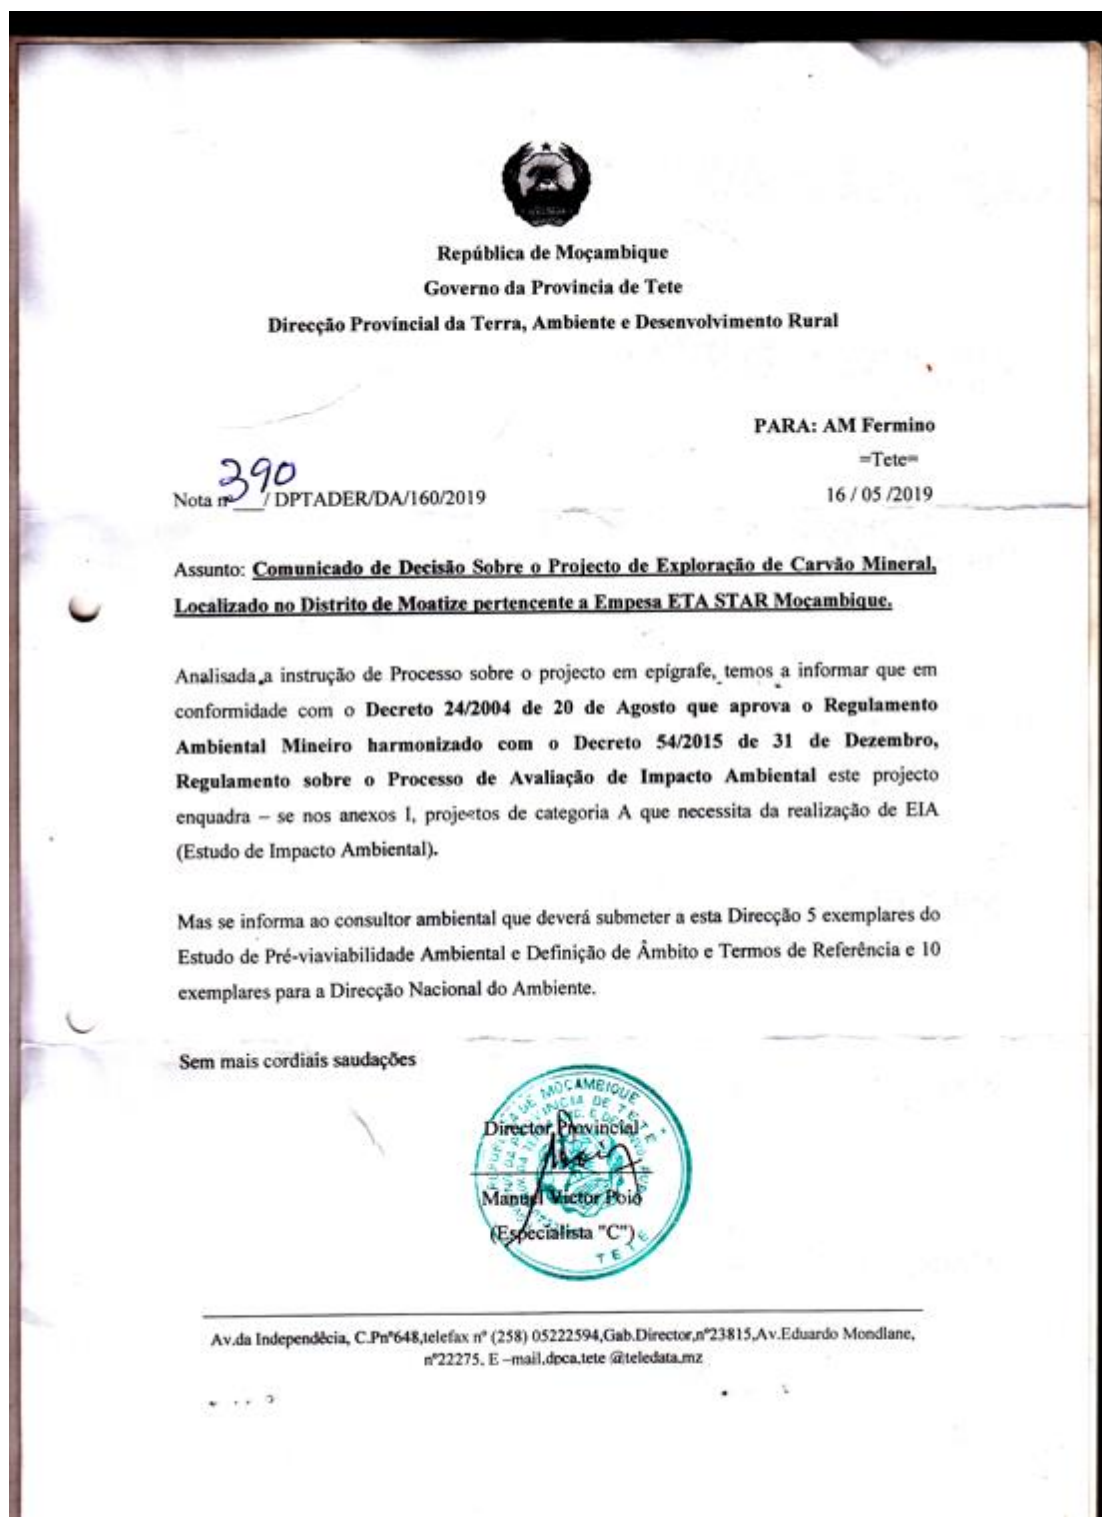 República de Moçambique
Governo da Província de Tete
Direcção Províncial da Terra, Ambiente e Desenvolvimento Rural
PARA: AM Fermino
=Tete=
390
Nota nº___/ DPTADER/DA/160/2019
16 / 05 /2019
Assunto: Comunicado de Decisão Sobre o Projecto de Exploração de Carvão Mineral,
Localizado no Distrito de Moatize pertencente a Empesa ETA STAR Moçambique.
Analisada a instrução de Processo sobre o projecto em epígrafe, temos a informar que em
conformidade com o Decreto 24/2004 de 20 de Agosto que aprova o Regulamento
Ambiental Mineiro harmonizado com o Decreto 54/2015 de 31 de Dezembro,
Regulamento sobre o Processo de Avaliação de Impacto Ambiental este projecto
enquadra – se nos anexos I, projectos de categoria A que necessita da realização de EIA
(Estudo de Impacto Ambiental).
Mas se informa ao consultor ambiental que deverá submeter a esta Direcção 5 exemplares do
Estudo de Pré-viaviabilidade Ambiental e Definição de Âmbito e Termos de Referência e 10
exemplares para a Direcção Nacional do Ambiente.
Sem mais cordiais saudações
Director Provincial
Manuel Victor Poio
(Especialista "C")
TETE
Av.da Independêcia, C.Pnº648,telefax nº (258) 05222594,Gab.Director,nº23815,Av.Eduardo Mondlane,
nº22275. E –mail.dpca.tete @teledata.mz